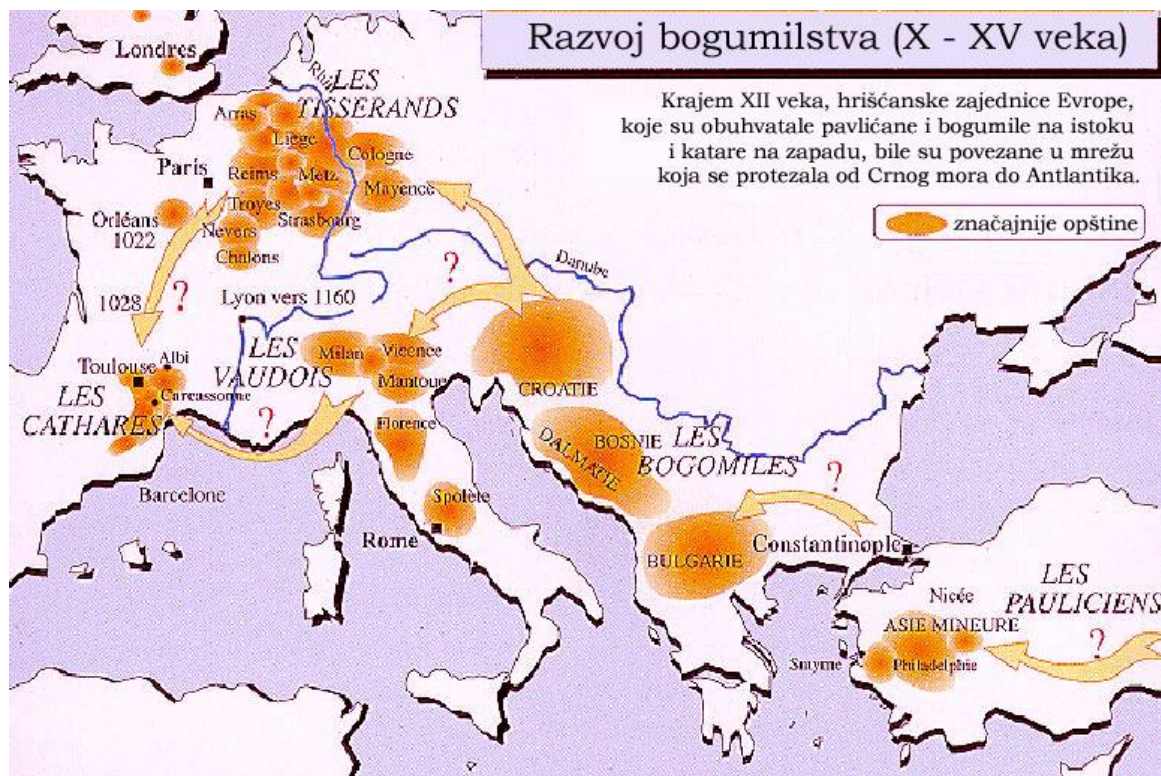 Razvoj bogumilstva (X - XV veka)
Krajem XII veka, hrišćanske zajednice Evrope,
koje su obuhvatale pavlićane i bogumile na istoku
i katare na zapadu, bile su povezane u mrežu
koja se protezala od Crnog mora do Antlantika.
značajnije opštine
Londres
LES
TISSERANDS
Arras
Liège
Cologne
Paris
Reims
Metz
Mayence
Troyes
Orléans
1022
Nevers
Strasbourg
Chalons
Danube
?
?
1028
Lyon vers 1160
LES
VAUDOIS
Milan
Vicence
Mantoue
CROATIE
Toulouse
Albi
Carcassonne
LES
CATHARES
?
Florence
BOSNIE
DALMATIE
LES
BOGOMILES
?
Barcelone
Spolète
Rome
BULGARIE
Constantinople
LES
PAULICIENS
Nicée
ASIE MINEURE
?
Smyrne
Philadelphie